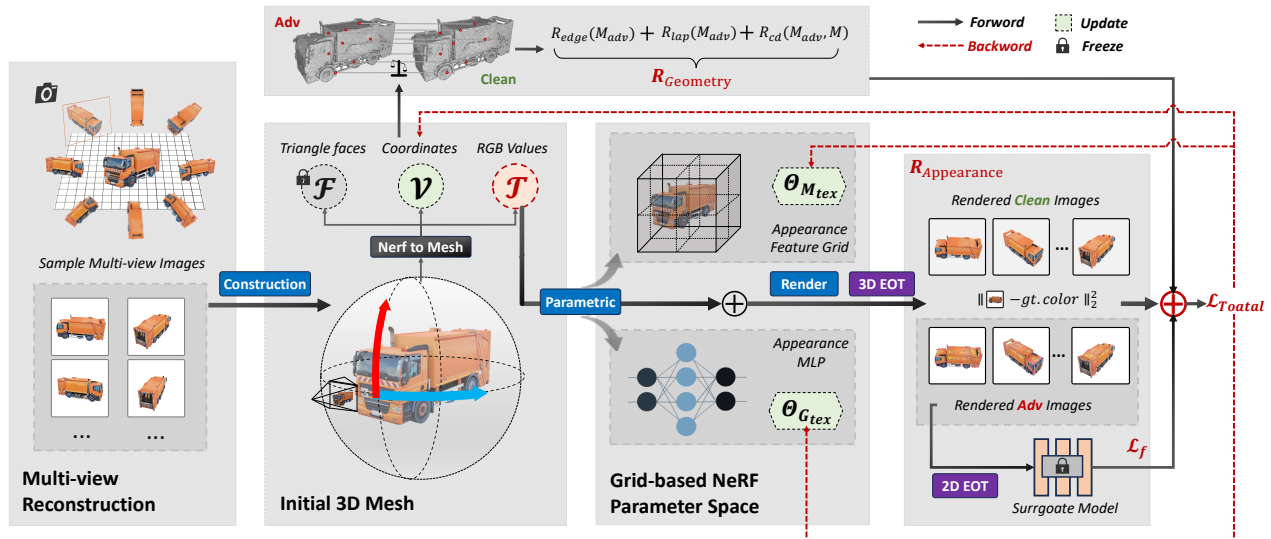 Adv
Clean
R_edge(M_adv) + R_lap(M_adv) + R_cd(M_adv, M)
R_Geometry
Forword
Backword
Update
Freeze
Sample Multi-view Images
... ...
Multi-view
Reconstruction
Construction
Triangle faces
Coordinates
RGB Values
ℱ
𝒱
𝒯
Nerf to Mesh
Initial 3D Mesh
Parametric
Θ_M_tex
Appearance
Feature Grid
Appearance
MLP
Θ_G_tex
Grid-based NeRF
Parameter Space
Render
3D EOT
R_Appearance
Rendered Clean Images
...
‖ −gt.color ‖₂²
...
Rendered Adv Images
2D EOT
Surrgoate Model
ℒ_f
ℒ_Toatal